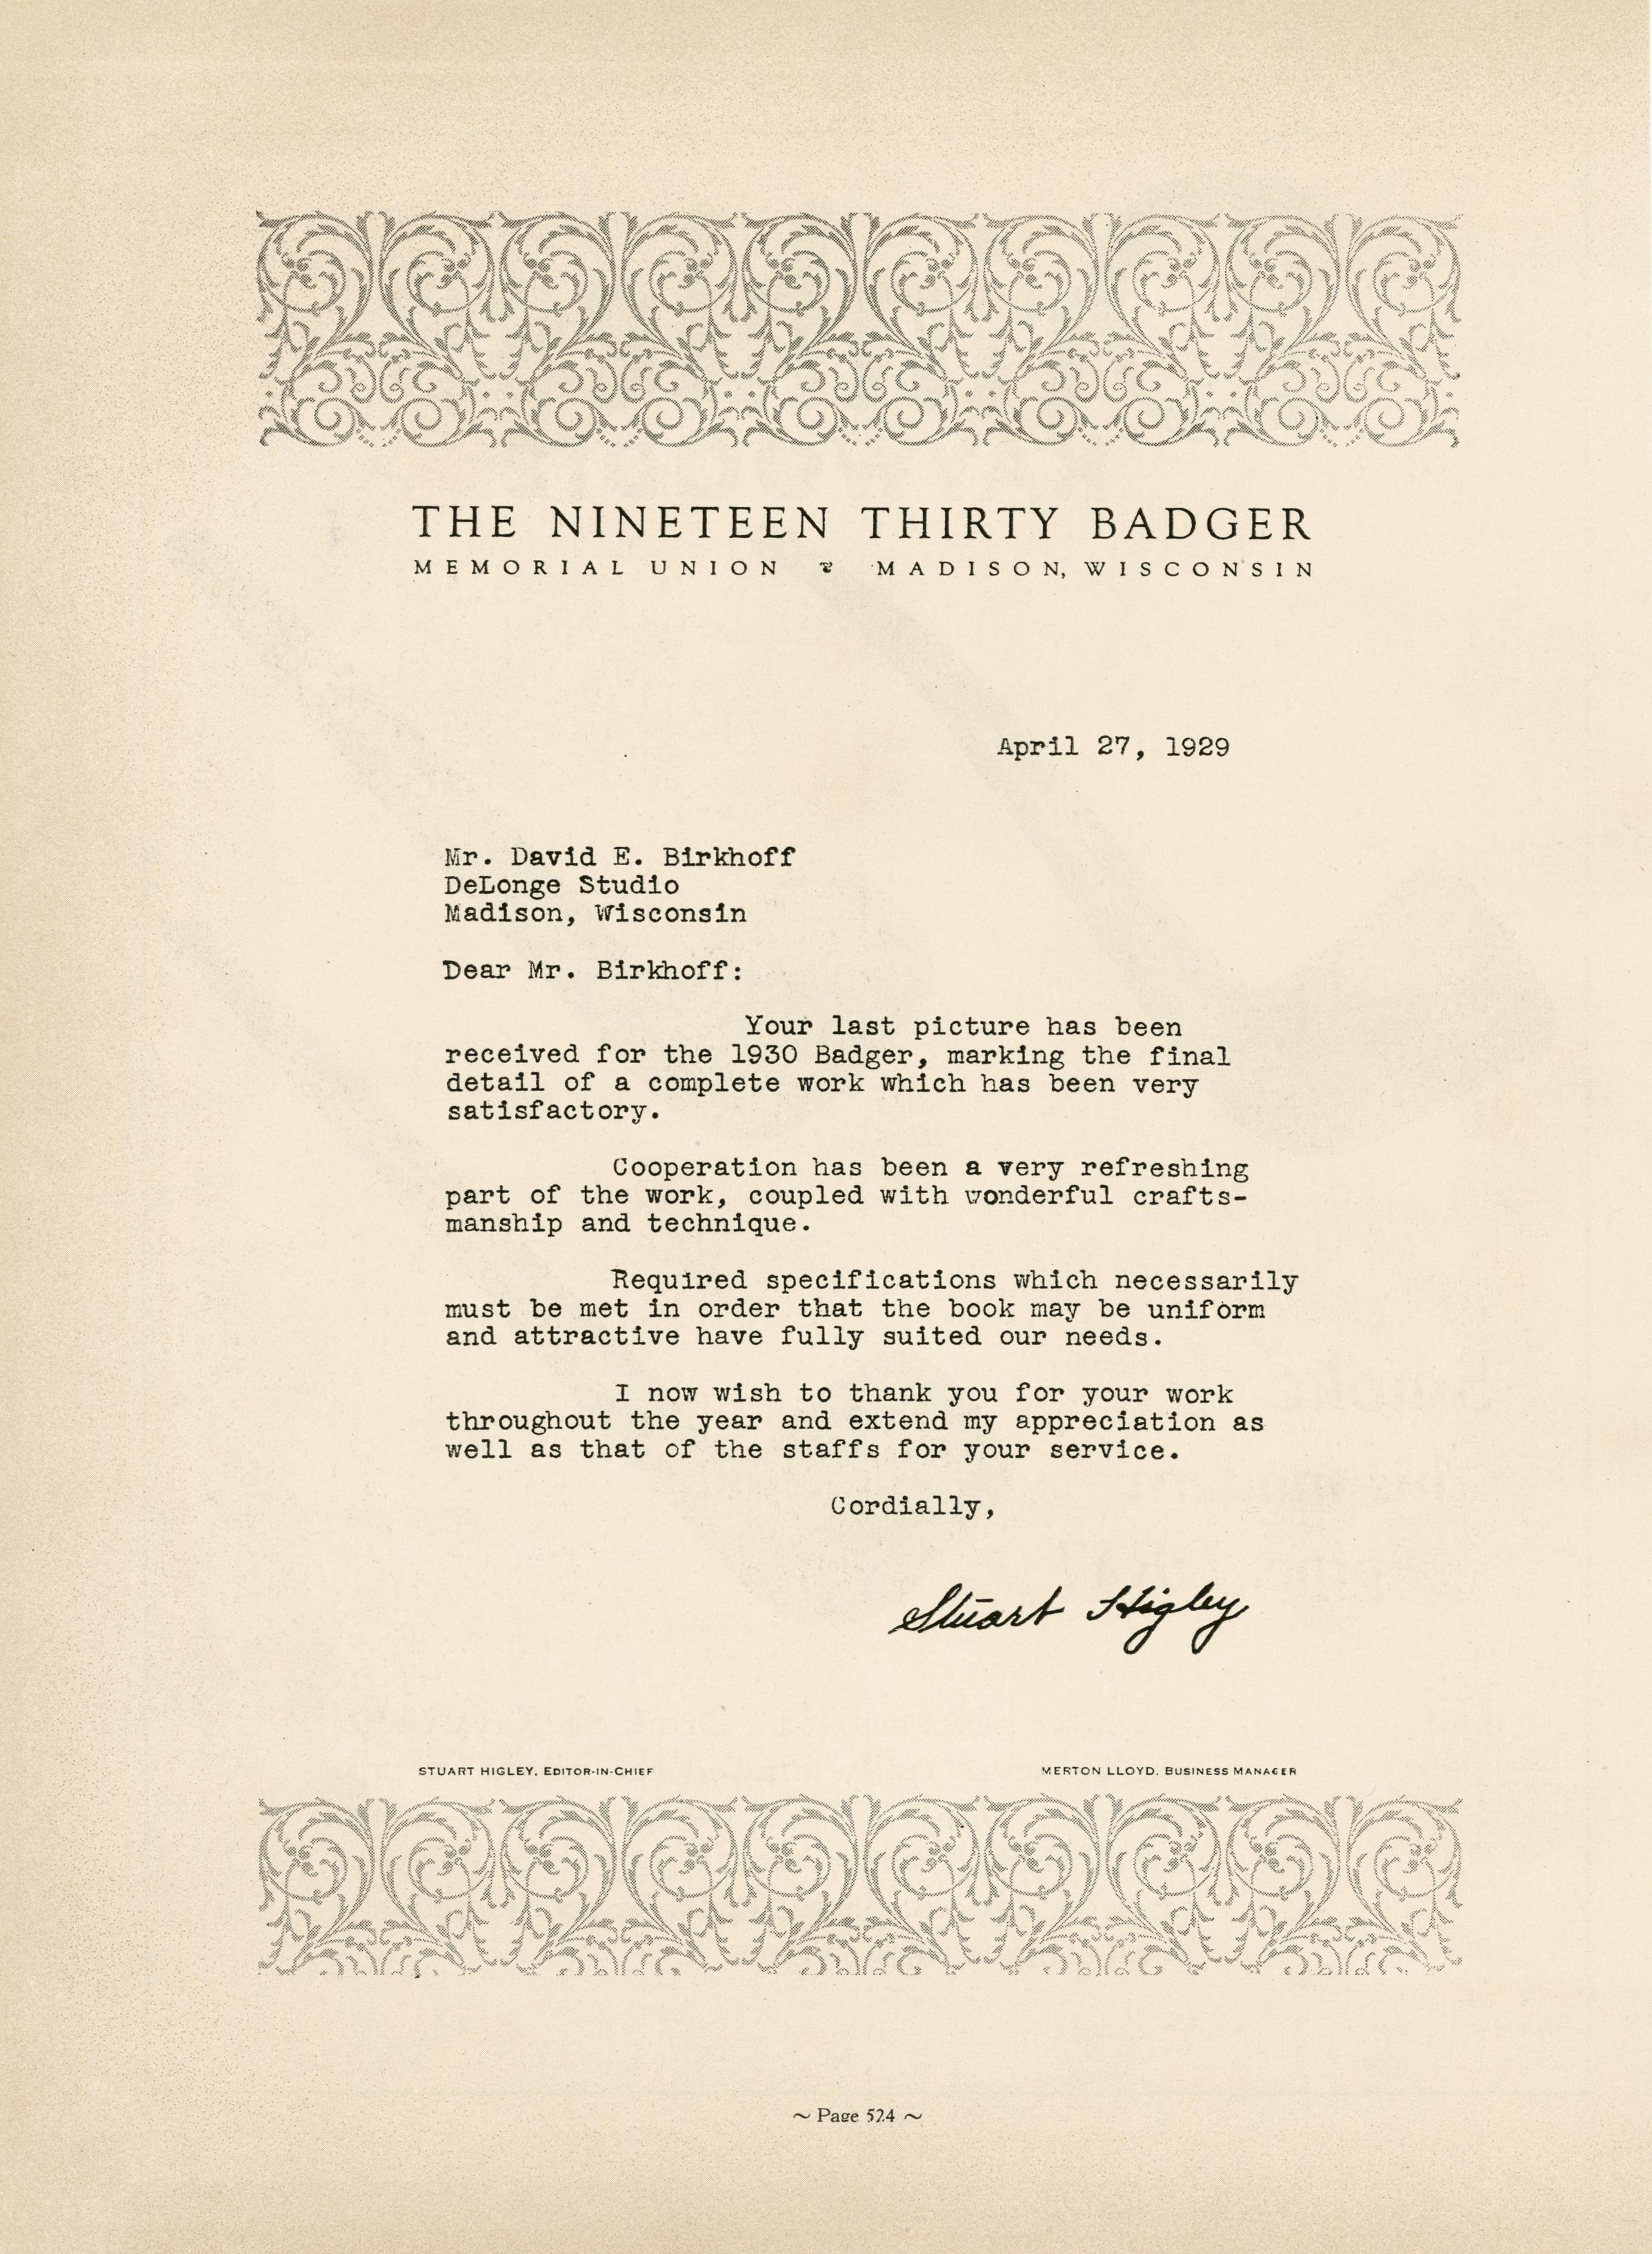 THE NINETEEN THIRTY BADGER
MEMORIAL UNION MADISON, WISCONSIN
April 27, 1929
Mr. David E. Birkhoff
DeLonge Studio
Madison, Wisconsin
Dear Mr. Birkhoff:
Your last picture has been
received for the 1930 Badger, marking the final
detail of a complete work which has been very
satisfactory.
Cooperation has been a very refreshing
part of the work, coupled with wonderful crafts-
manship and technique.
Required specifications which necessarily
must be met in order that the book may be uniform
and attractive have fully suited our needs.
I now wish to thank you for your work
throughout the year and extend my appreciation as
well as that of the staffs for your service.
Cordially,
Stuart Higley
STUART HIGLEY, EDITOR-IN-CHIEF MERTON LLOYD, BUSINESS MANAGER
~ Page 524 ~